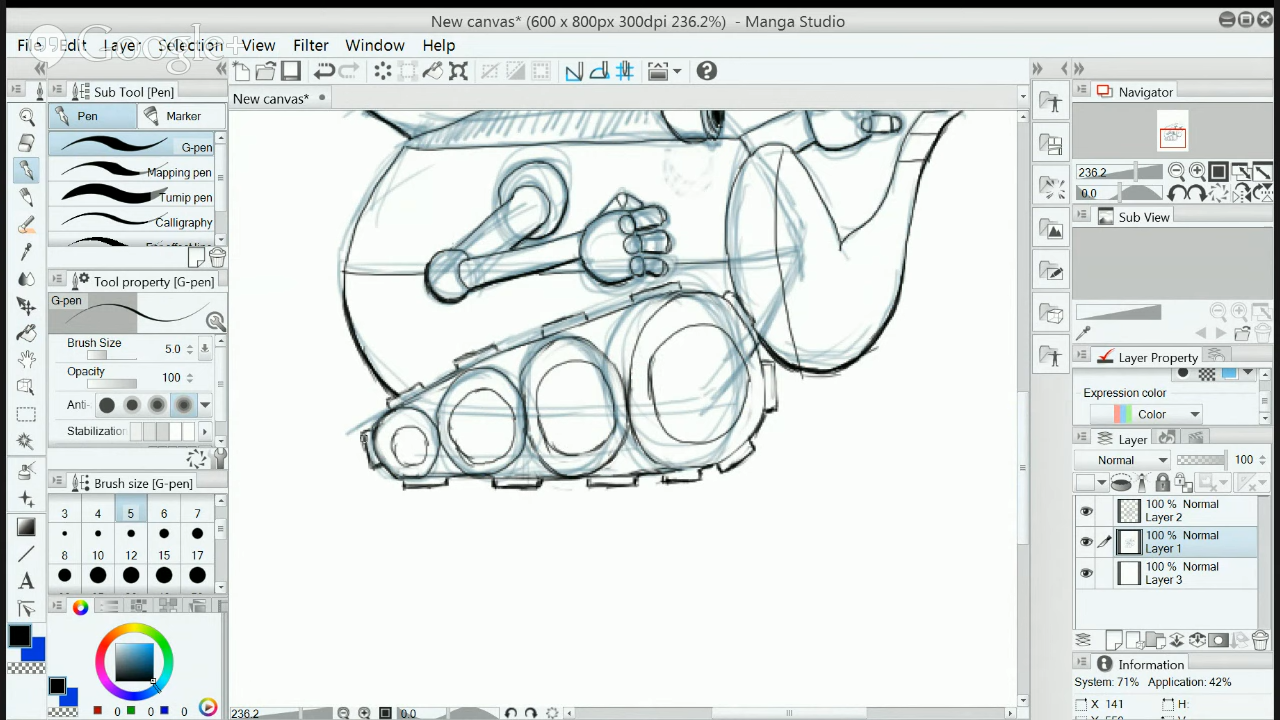 New canvas* (600 x 800px 300dpi 236.2%) - Manga Studio
File Edit Layer Selection View Filter Window Help
Google+
Sub Tool [Pen]
New canvas*
Navigator
Pen Marker
G-pen
Mapping pen
Turnip pen
Calligraphy
236.2
0.0
Sub View
Tool property [G-pen]
G-pen
Brush Size 5.0
Opacity 100
Anti-
Stabilization
Layer Property
Expression color
Color
Layer
Normal 100
Brush size [G-pen]
3 4 5 6 7
8 10 12 15 17
100 % Normal
Layer 2
100 % Normal
Layer 1
100 % Normal
Layer 3
Information
System: 71% Application: 42%
X 141 H:
0 0 0
236.2 0.0